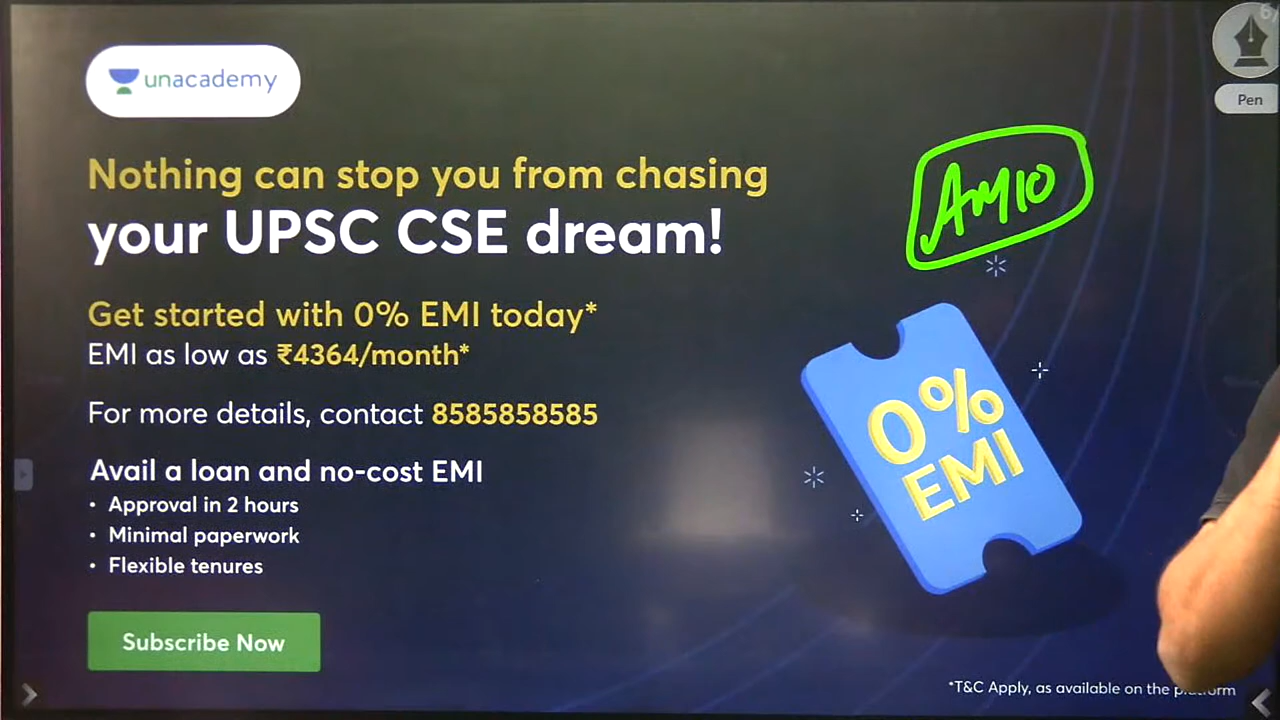 6/
Pen
unacademy
Nothing can stop you from chasing
your UPSC CSE dream!
AM10
Get started with 0% EMI today*
EMI as low as ₹4364/month*
For more details, contact 8585858585
Avail a loan and no-cost EMI
• Approval in 2 hours
• Minimal paperwork
• Flexible tenures
Subscribe Now
0%
EMI
*T&C Apply, as available on the platform